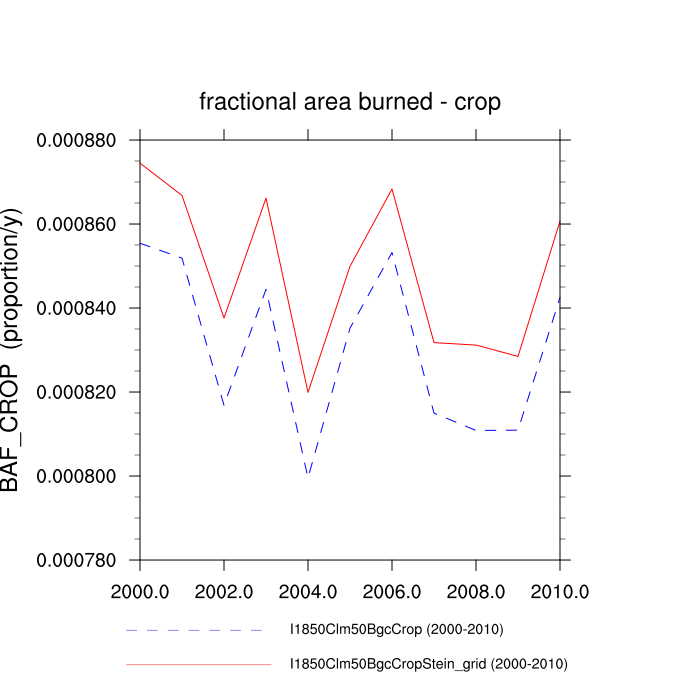 fractional area burned - crop
BAF_CROP (proportion/y)
0.000880
0.000860
0.000840
0.000820
0.000800
0.000780
2000.0 2002.0 2004.0 2006.0 2008.0 2010.0
I1850Clm50BgcCrop (2000-2010)
I1850Clm50BgcCropStein_grid (2000-2010)